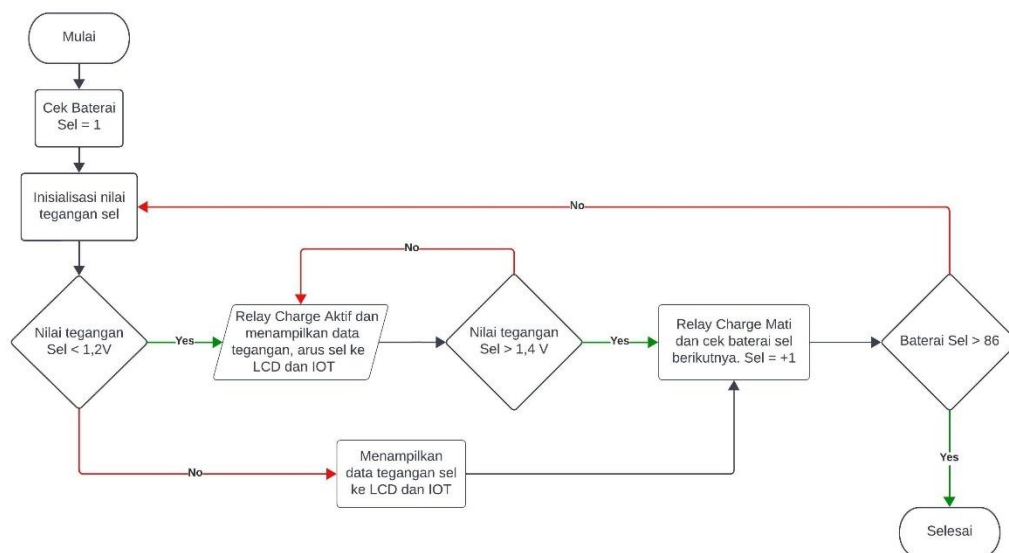 Mulai
Cek Baterai
Sel = 1
Inisialisasi nilai
tegangan sel
No
No
Nilai tegangan
Sel < 1,2V
Yes
Relay Charge Aktif dan
menampilkan data
tegangan, arus sel ke
LCD dan IOT
Nilai tegangan
Sel > 1,4 V
Yes
Relay Charge Mati
dan cek baterai sel
berikutnya. Sel = +1
Baterai Sel > 86
No
Menampilkan
data tegangan sel
ke LCD dan IOT
Yes
Selesai